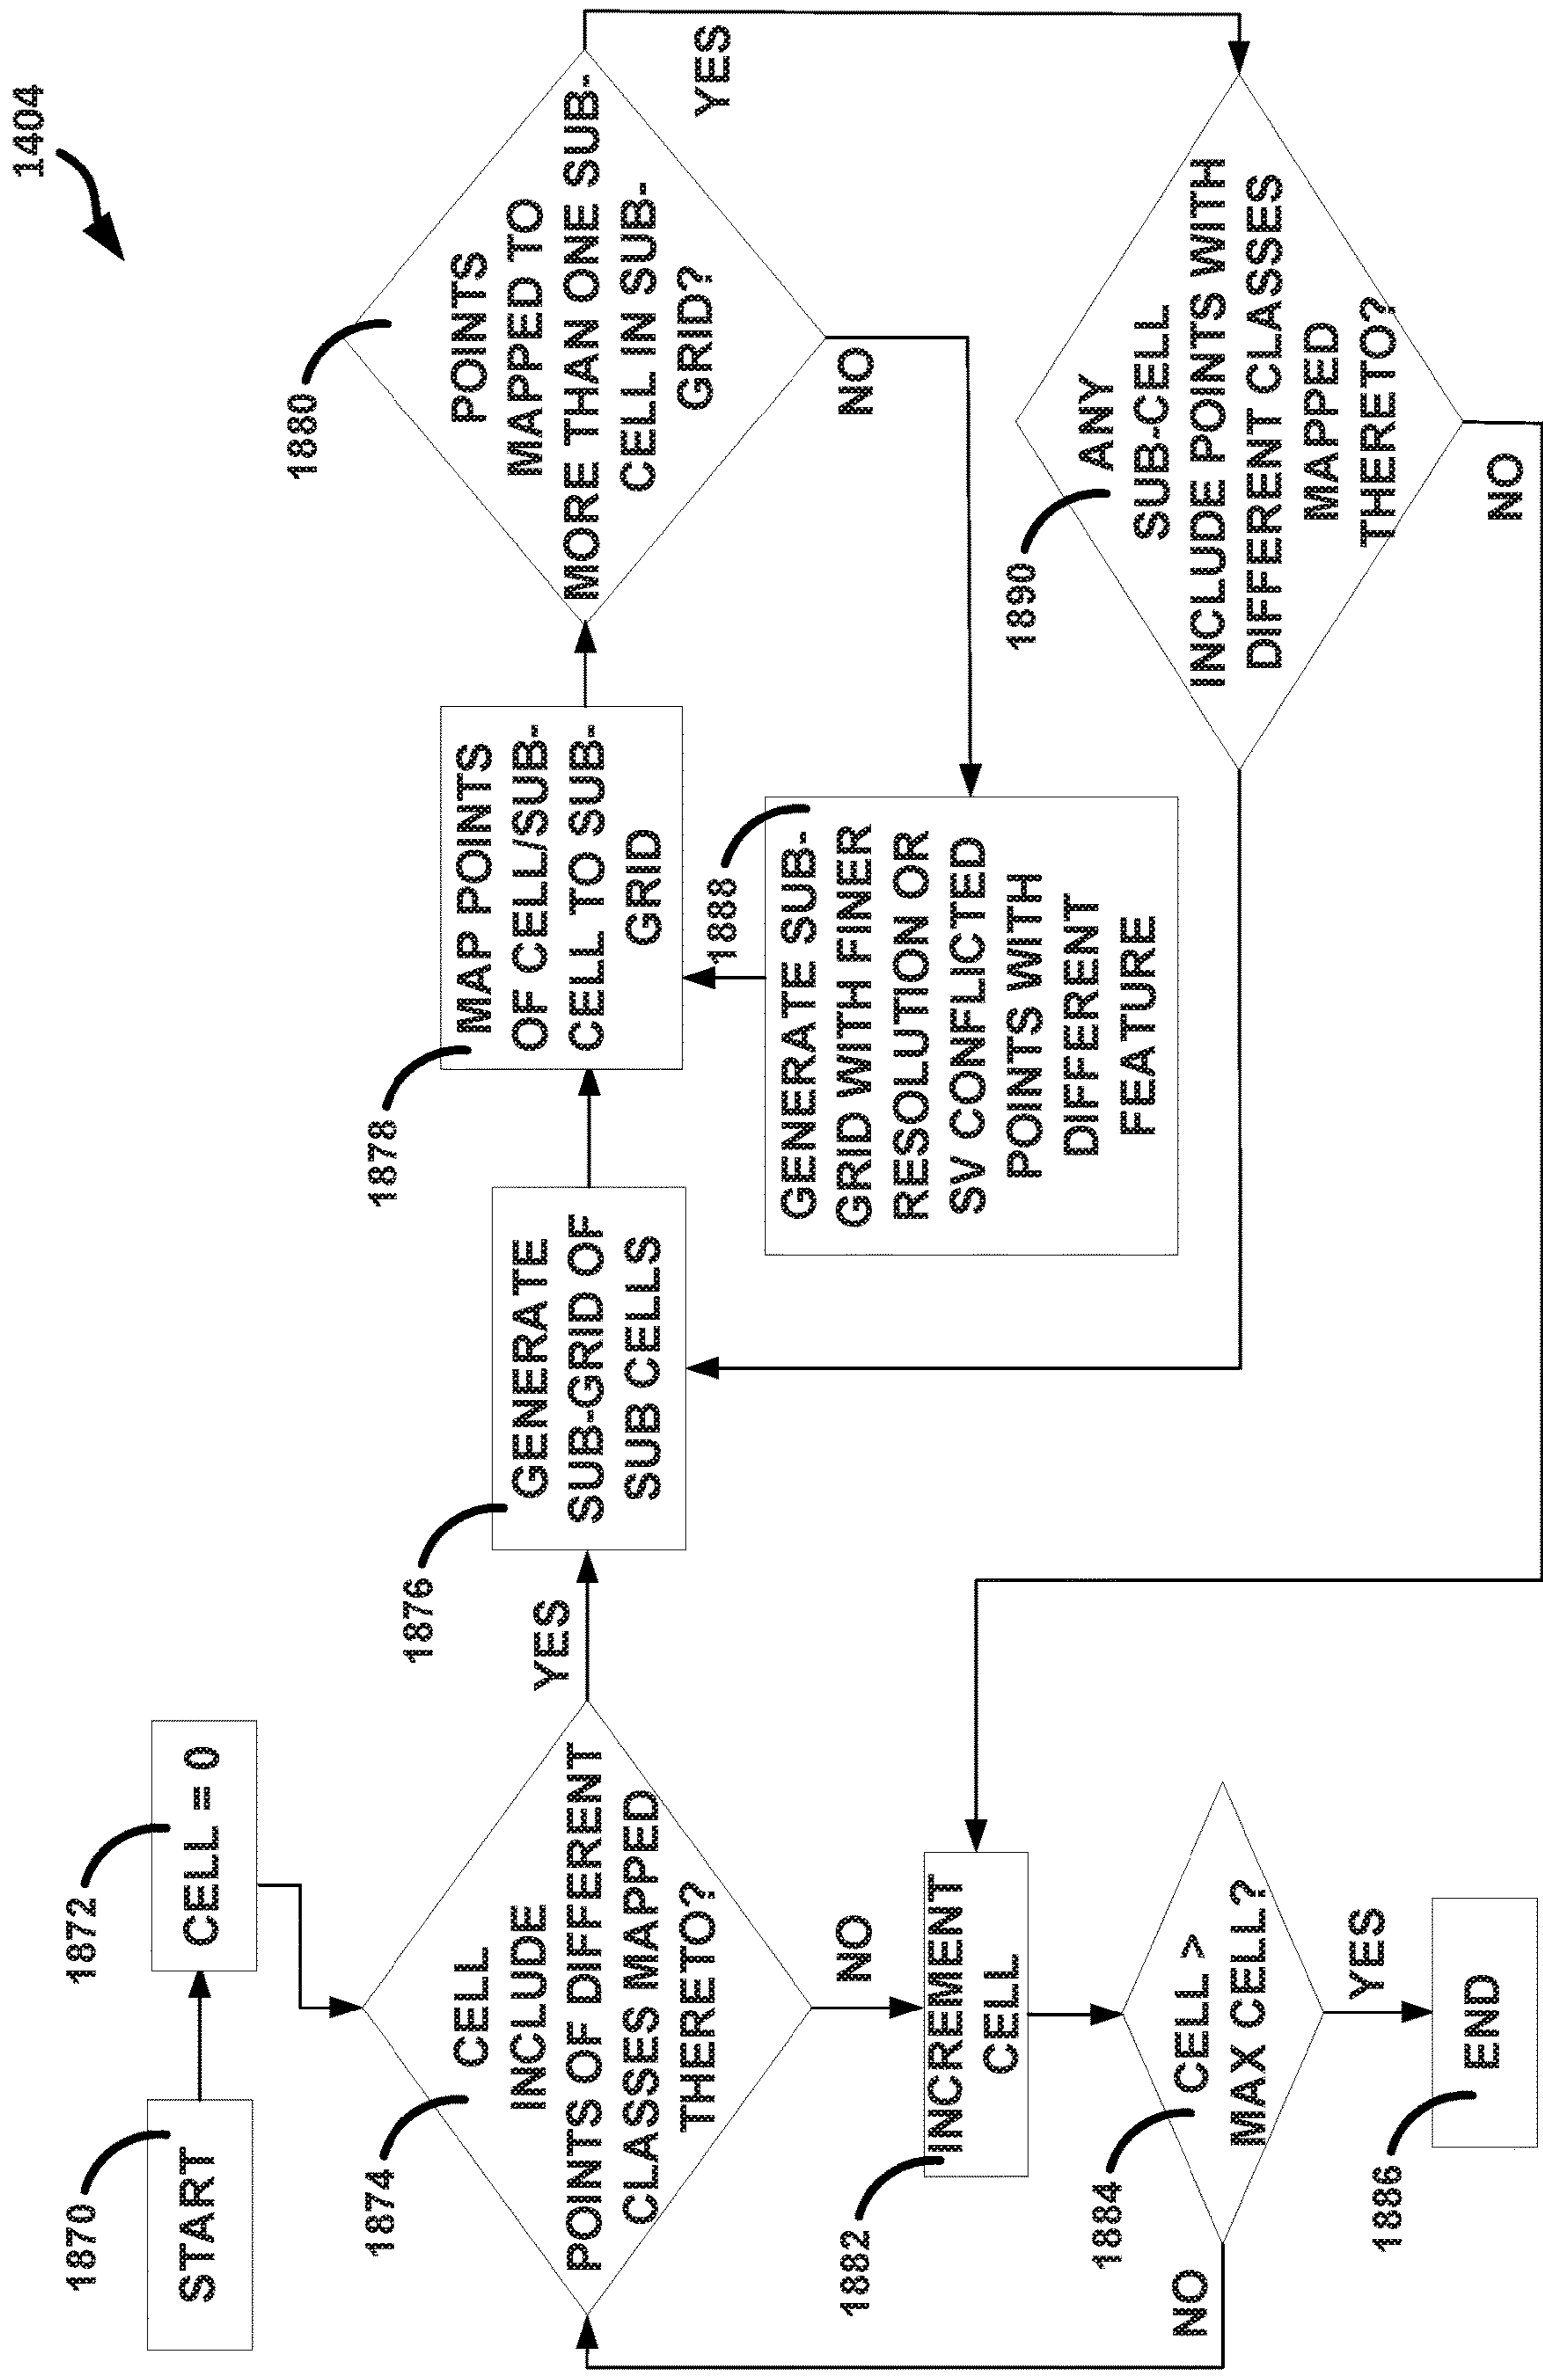 1404
1870
START
1872
CELL = 0
1874
CELL
INCLUDE
POINTS OF DIFFERENT
CLASSES MAPPED
THERETO?
YES
NO
1876
GENERATE
SUB-GRID OF
SUB CELLS
1878
MAP POINTS
OF CELL/SUB-
CELL TO SUB-
GRID
1880
POINTS
MAPPED TO
MORE THAN ONE SUB-
CELL IN SUB-
GRID?
YES
NO
1882
INCREMENT
CELL
1888
GENERATE SUB-
GRID WITH FINER
RESOLUTION OR
SV CONFLICTED
POINTS WITH
DIFFERENT
FEATURE
1890
ANY
SUB-CELL
INCLUDE POINTS WITH
DIFFERENT CLASSES
MAPPED
THERETO?
NO
1884
CELL >
MAX CELL?
NO
YES
1886
END